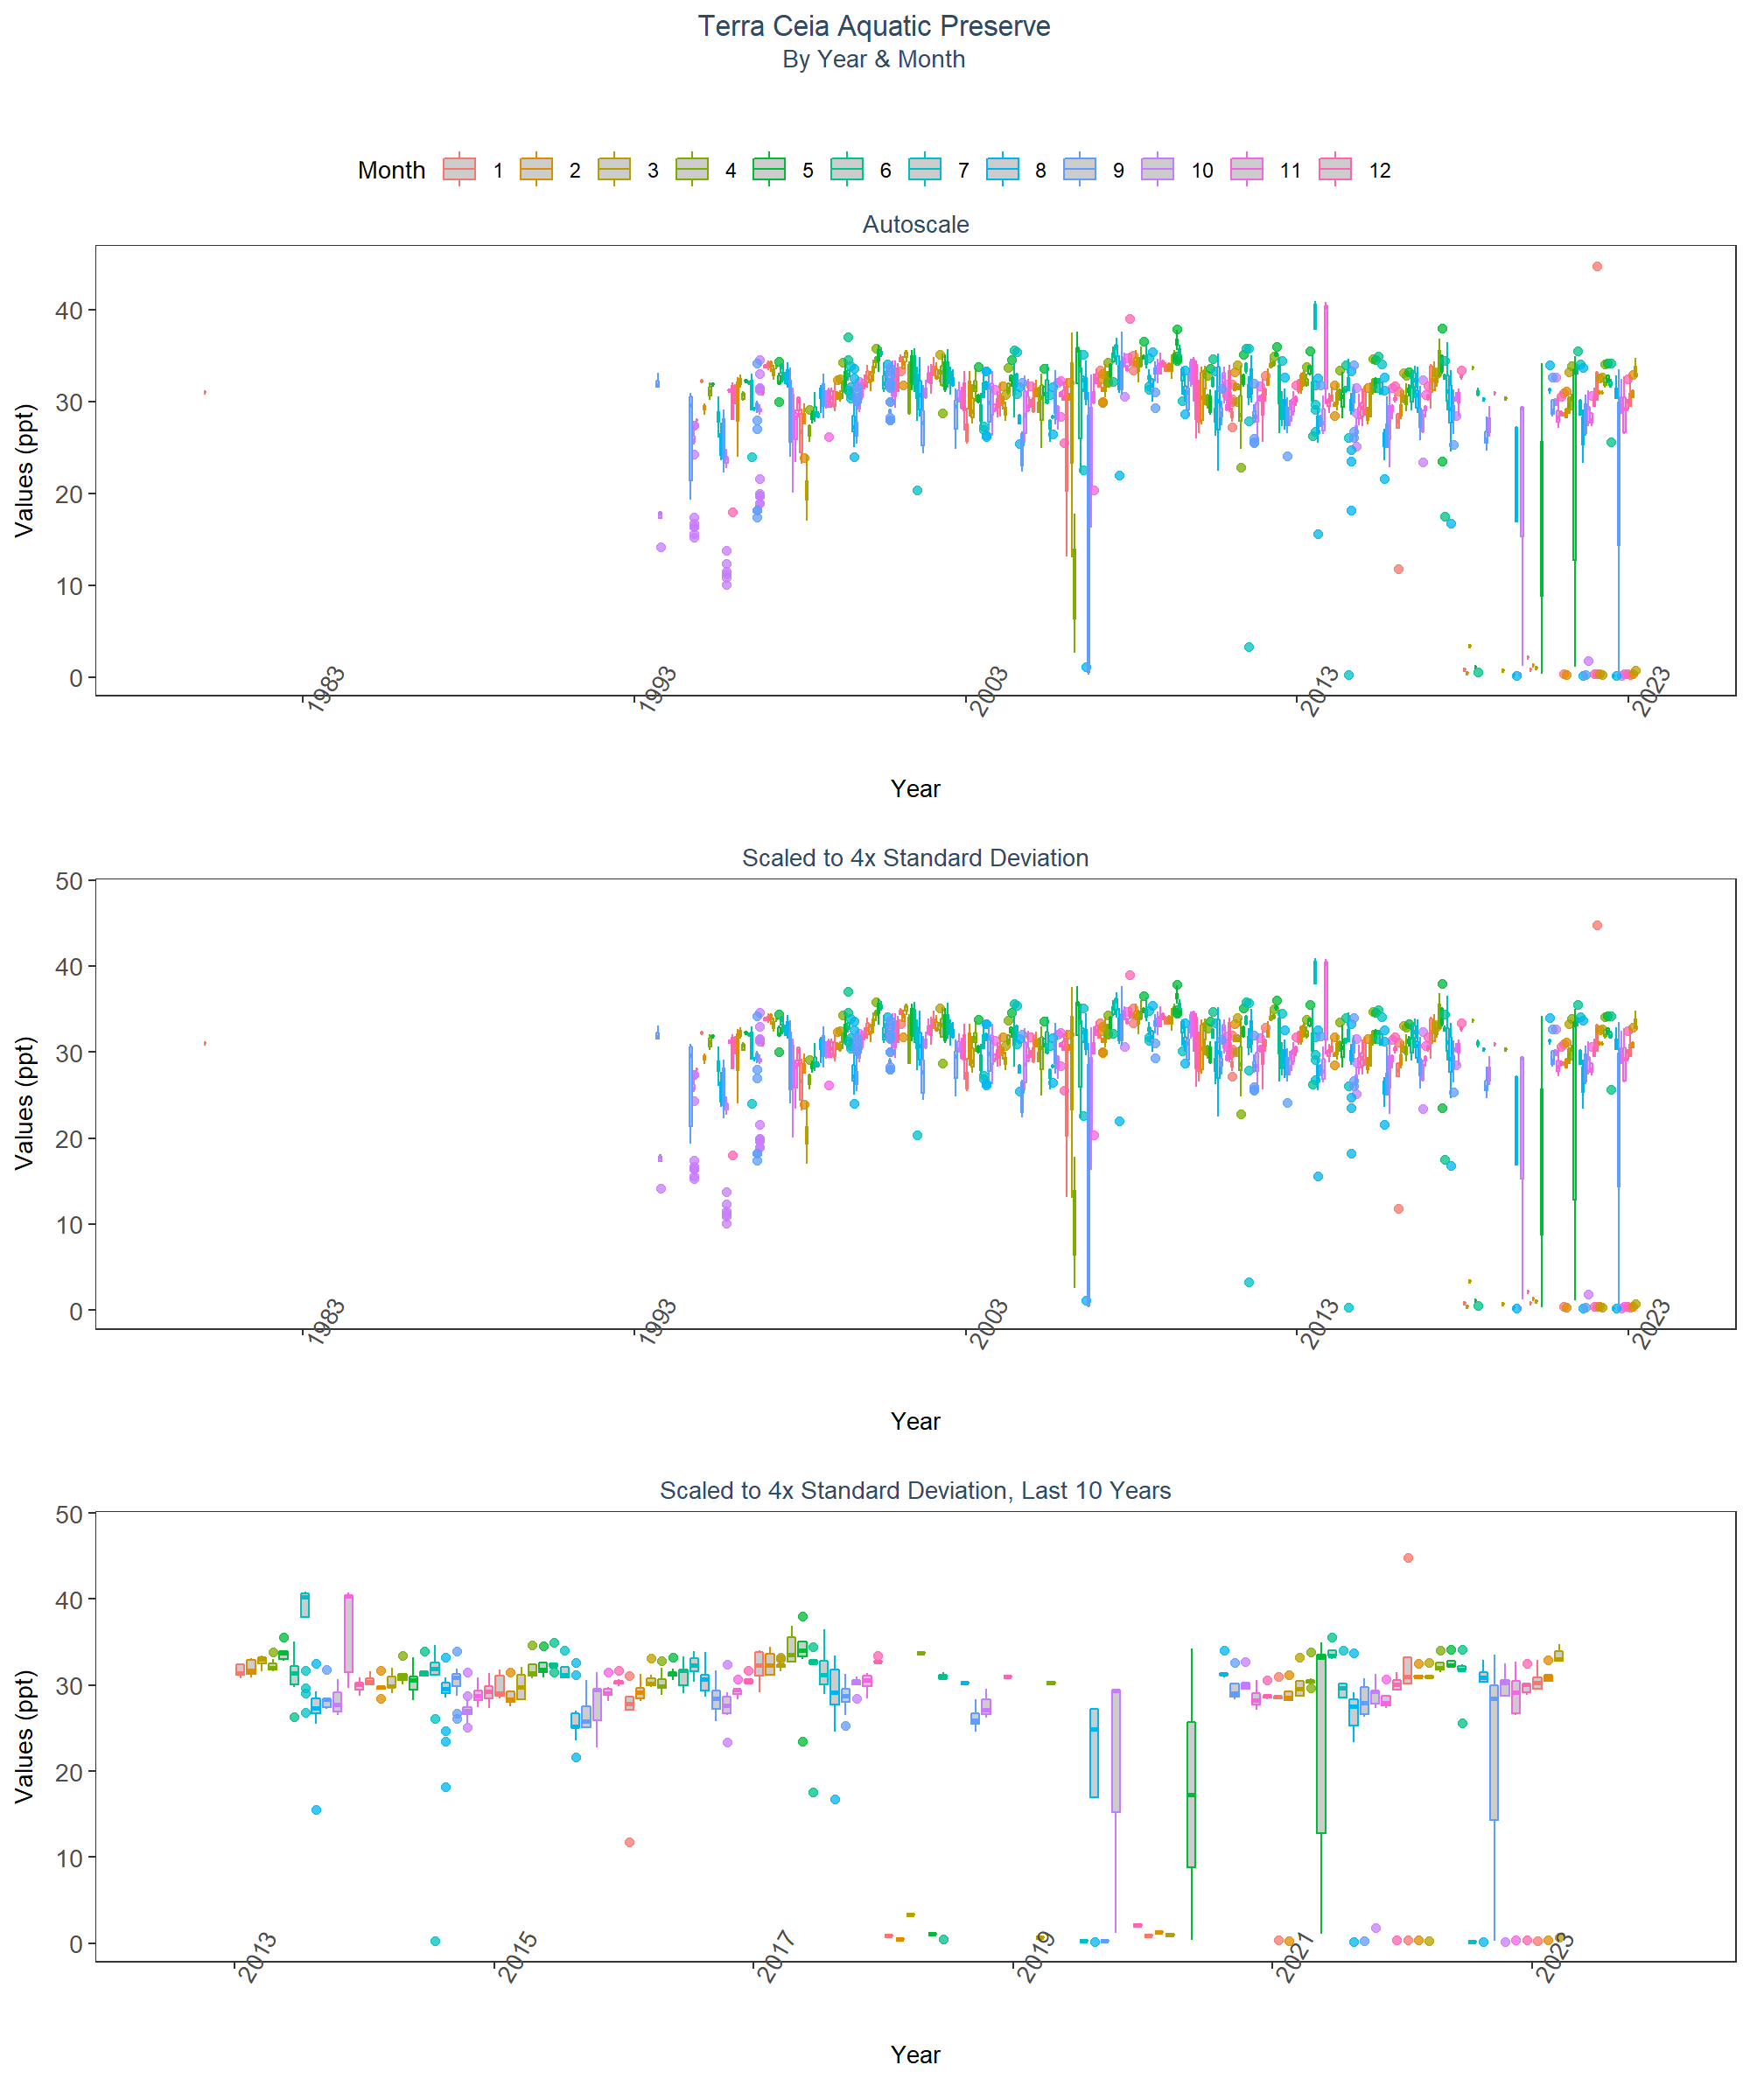 Terra Ceia Aquatic Preserve
By Year & Month
Month 1 2 3 4 5 6 7 8 9 10 11 12
Autoscale
Values (ppt)
40
30
20
10
0
1983 1993 2003 2013 2023
Year
Scaled to 4x Standard Deviation
Values (ppt)
50
40
30
20
10
0
1983 1993 2003 2013 2023
Year
Scaled to 4x Standard Deviation, Last 10 Years
Values (ppt)
50
40
30
20
10
0
2013 2015 2017 2019 2021 2023
Year